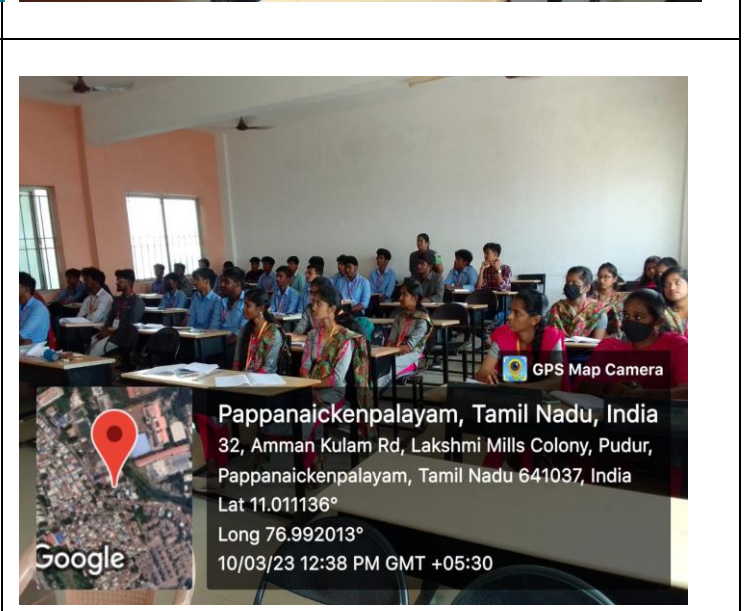 GPS Map Camera
Pappanaickenpalayam, Tamil Nadu, India
32, Amman Kulam Rd, Lakshmi Mills Colony, Pudur,
Pappanaickenpalayam, Tamil Nadu 641037, India
Lat 11.011136°
Long 76.992013°
10/03/23 12:38 PM GMT +05:30
Google